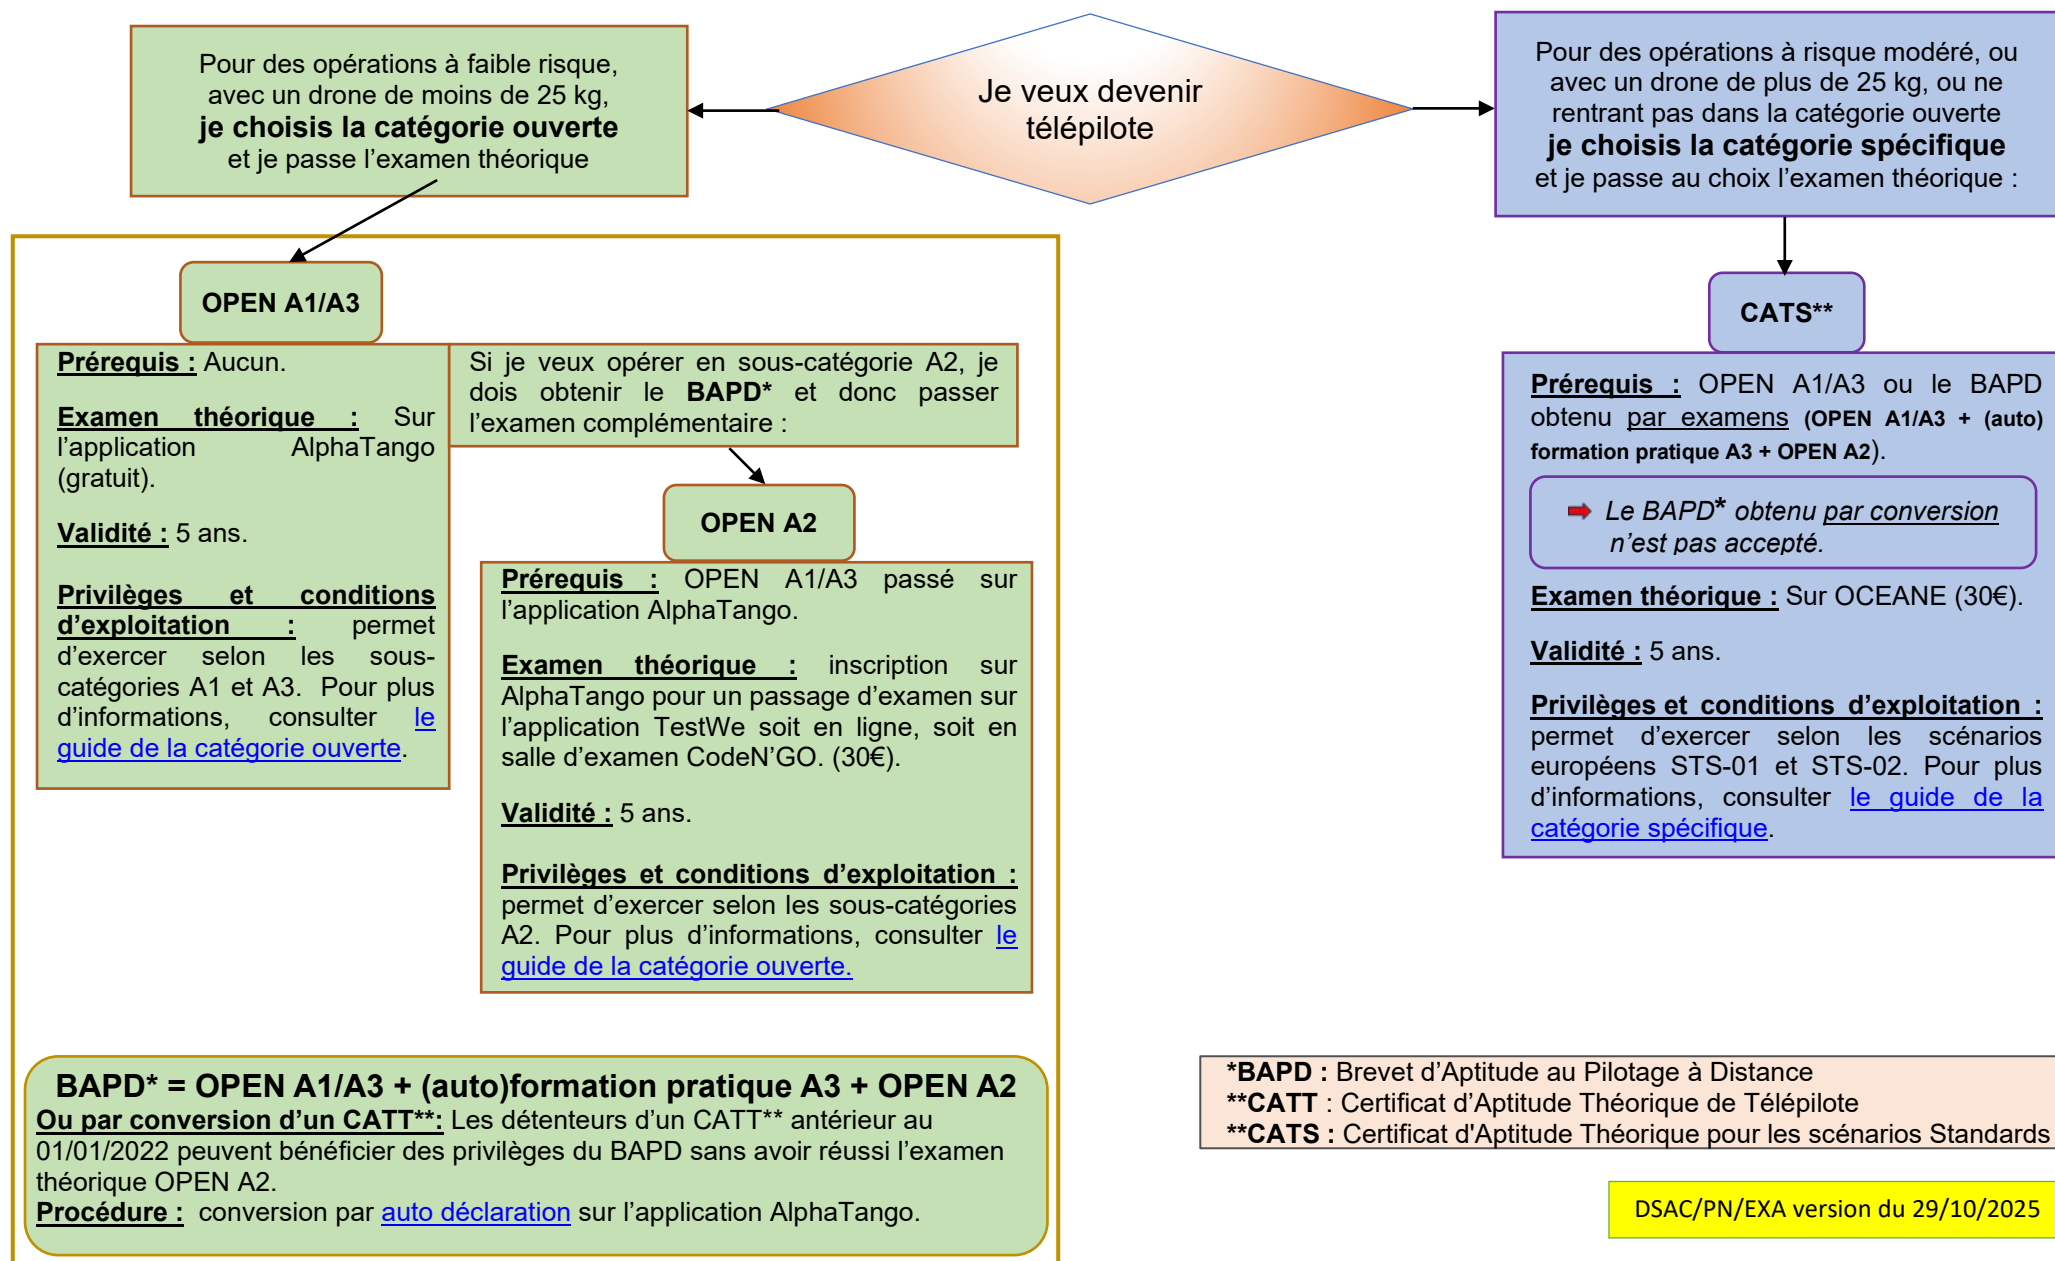 Pour des opérations à faible risque,
avec un drone de moins de 25 kg,
je choisis la catégorie ouverte
et je passe l'examen théorique
Je veux devenir
télépilote
Pour des opérations à risque modéré, ou
avec un drone de plus de 25 kg, ou ne
rentrant pas dans la catégorie ouverte
je choisis la catégorie spécifique
et je passe au choix l'examen théorique :
OPEN A1/A3
Prérequis : Aucun.
Examen théorique : Sur
l'application AlphaTango
(gratuit).
Validité : 5 ans.
Privilèges et conditions
d'exploitation : permet
d'exercer selon les sous-
catégories A1 et A3. Pour plus
d'informations, consulter le
guide de la catégorie ouverte.
Si je veux opérer en sous-catégorie A2, je
dois obtenir le BAPD* et donc passer
l'examen complémentaire :
OPEN A2
Prérequis : OPEN A1/A3 passé sur
l'application AlphaTango.
Examen théorique : inscription sur
AlphaTango pour un passage d'examen sur
l'application TestWe soit en ligne, soit en
salle d'examen CodeN'GO. (30€).
Validité : 5 ans.
Privilèges et conditions d'exploitation :
permet d'exercer selon les sous-catégories
A2. Pour plus d'informations, consulter le
guide de la catégorie ouverte.
CATS**
Prérequis : OPEN A1/A3 ou le BAPD
obtenu par examens (OPEN A1/A3 + (auto)
formation pratique A3 + OPEN A2).
Le BAPD* obtenu par conversion
n'est pas accepté.
Examen théorique : Sur OCEANE (30€).
Validité : 5 ans.
Privilèges et conditions d'exploitation :
permet d'exercer selon les scénarios
européens STS-01 et STS-02. Pour plus
d'informations, consulter le guide de la
catégorie spécifique.
BAPD* = OPEN A1/A3 + (auto)formation pratique A3 + OPEN A2
Ou par conversion d'un CATT**: Les détenteurs d'un CATT** antérieur au
01/01/2022 peuvent bénéficier des privilèges du BAPD sans avoir réussi l'examen
théorique OPEN A2.
Procédure : conversion par auto déclaration sur l'application AlphaTango.
*BAPD : Brevet d'Aptitude au Pilotage à Distance
**CATT : Certificat d'Aptitude Théorique de Télépilote
**CATS : Certificat d'Aptitude Théorique pour les scénarios Standards
DSAC/PN/EXA version du 29/10/2025